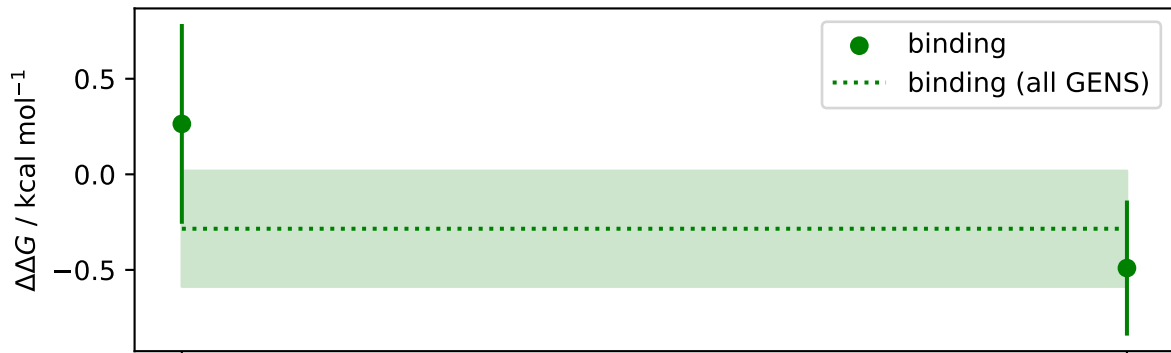 ΔΔG / kcal mol⁻¹
0.5
0.0
−0.5
binding
binding (all GENS)